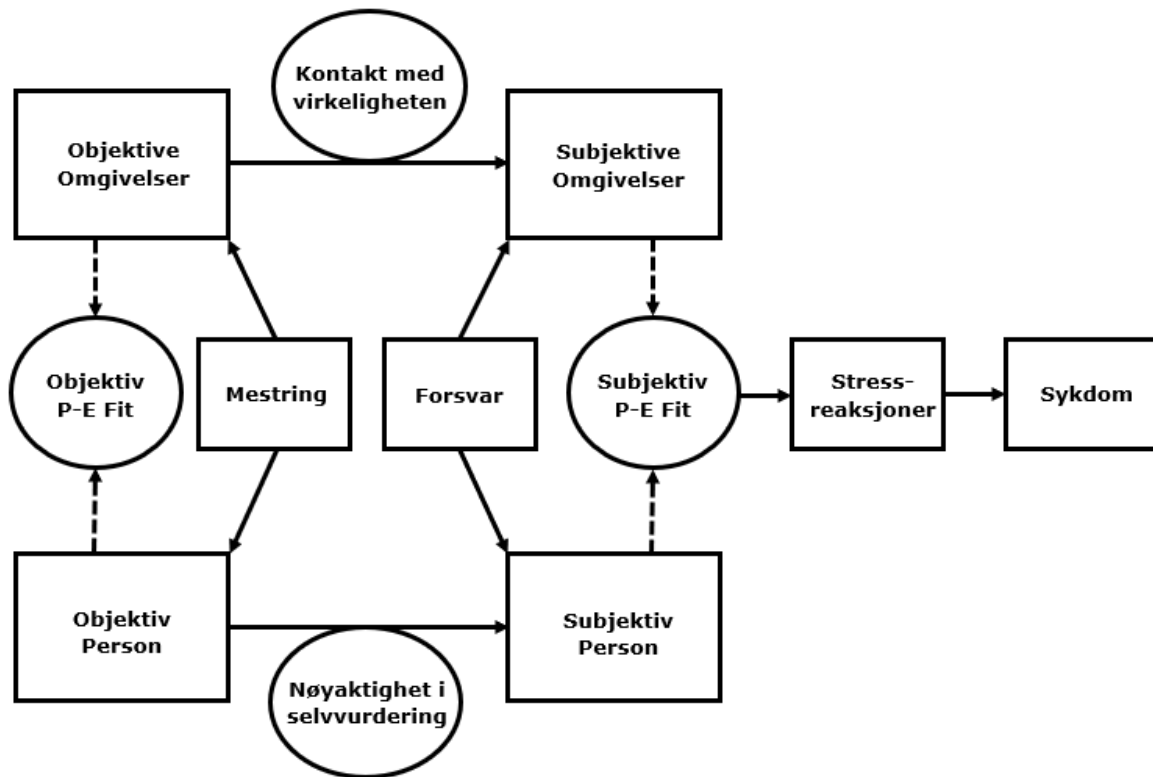 Kontakt med
virkeligheten
Objektive
Omgivelser
Subjektive
Omgivelser
Objektiv
P-E Fit
Mestring
Forsvar
Subjektiv
P-E Fit
Stress-
reaksjoner
Sykdom
Objektiv
Person
Subjektiv
Person
Nøyaktighet i
selvvurdering